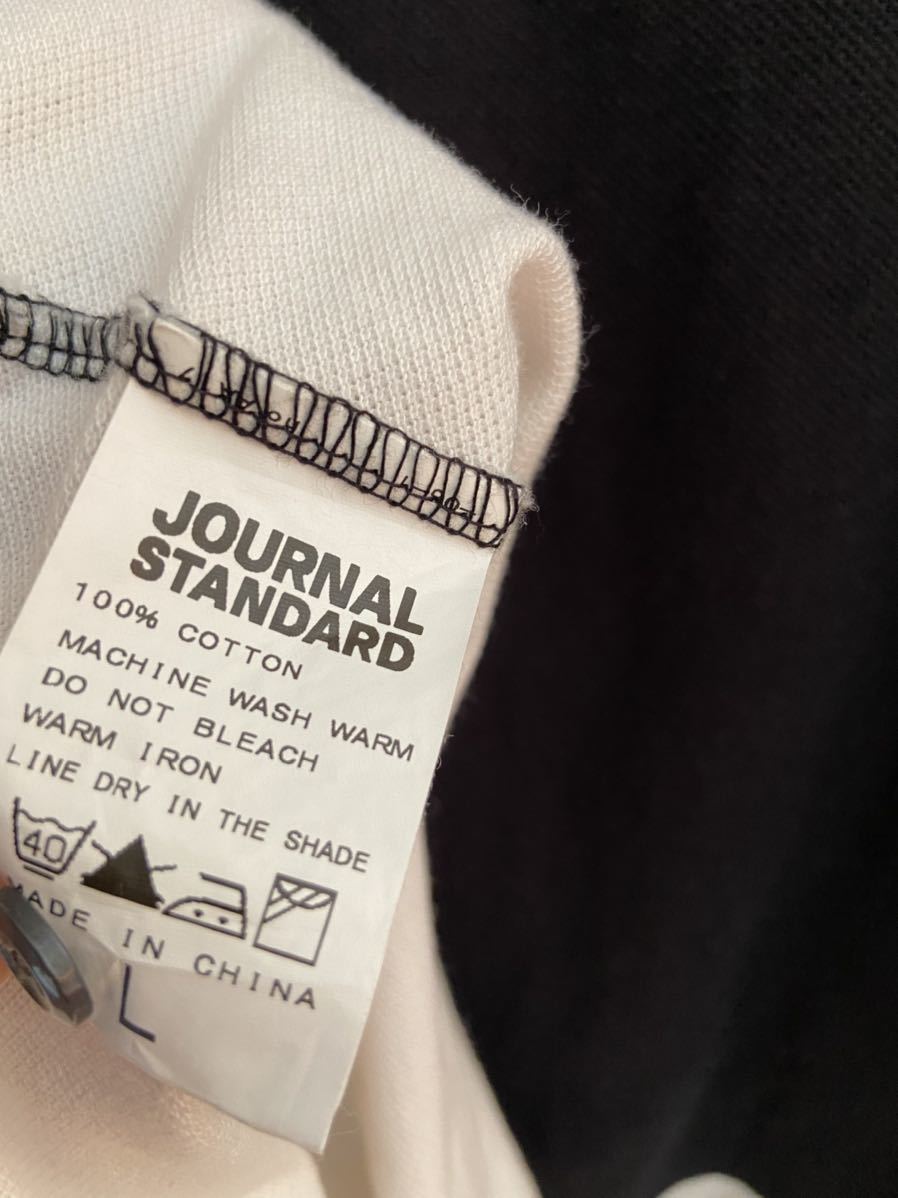 JOURNAL
STANDARD
100% COTTON
MACHINE WASH WARM
DO NOT BLEACH
WARM IRON
LINE DRY IN THE SHADE
40
MADE IN CHINA
L